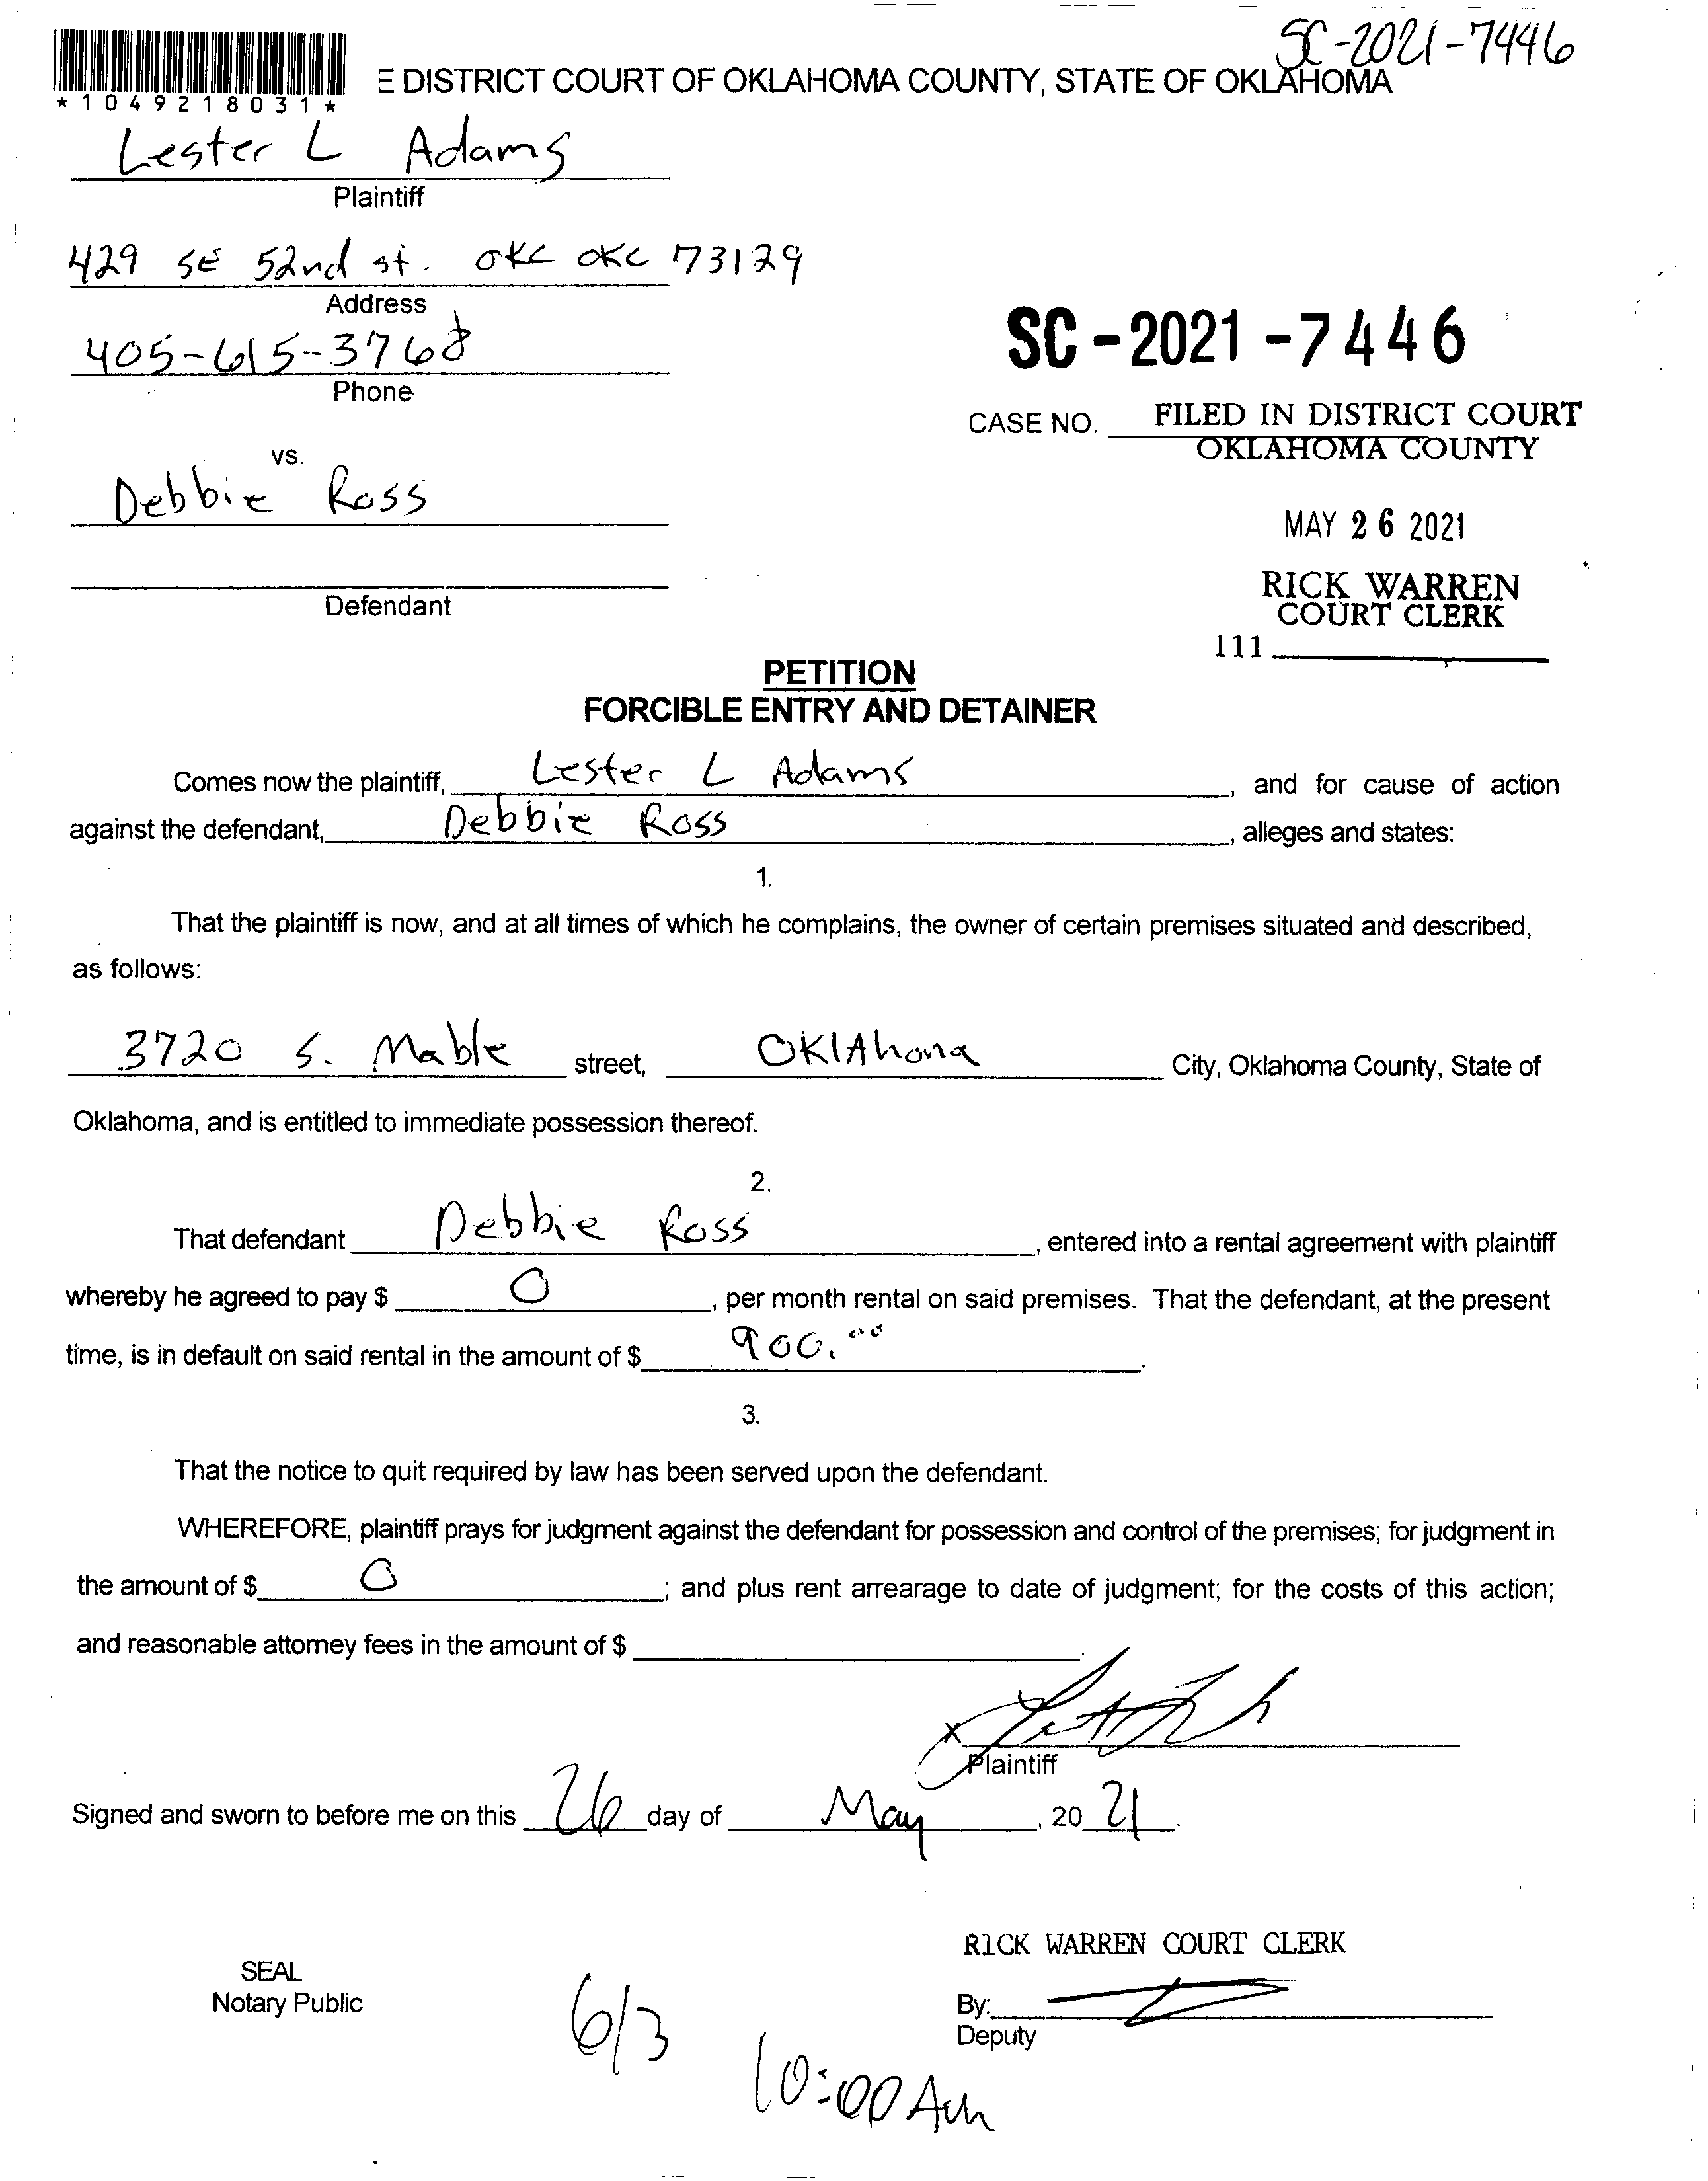 SC-2021-7446
E DISTRICT COURT OF OKLAHOMA COUNTY, STATE OF OKLAHOMA
*1049218031*
Lester L Adams
Plaintiff
429 SE 52nd st. OKC OKC 73129
Address
405-615-3768
Phone
SC-2021-7446
CASE NO. FILED IN DISTRICT COURT
OKLAHOMA COUNTY
vs.
Debbie Ross
MAY 26 2021
Defendant
RICK WARREN
COURT CLERK
111
PETITION
FORCIBLE ENTRY AND DETAINER
Comes now the plaintiff, Lester L Adams, and for cause of action
against the defendant, Debbie Ross, alleges and states:
1.
That the plaintiff is now, and at all times of which he complains, the owner of certain premises situated and described,
as follows:
3720 S. Mable street, OKlAhona City, Oklahoma County, State of
Oklahoma, and is entitled to immediate possession thereof.
2.
That defendant Debbie Ross, entered into a rental agreement with plaintiff
whereby he agreed to pay $ 0, per month rental on said premises. That the defendant, at the present
time, is in default on said rental in the amount of $ 900.00.
3.
That the notice to quit required by law has been served upon the defendant.
WHEREFORE, plaintiff prays for judgment against the defendant for possession and control of the premises; for judgment in
the amount of $ 0; and plus rent arrearage to date of judgment; for the costs of this action;
and reasonable attorney fees in the amount of $
X
Plaintiff
Signed and sworn to before me on this 26 day of May, 20 21.
RICK WARREN COURT CLERK
SEAL
Notary Public
By:
Deputy
6/3
10:00 Am